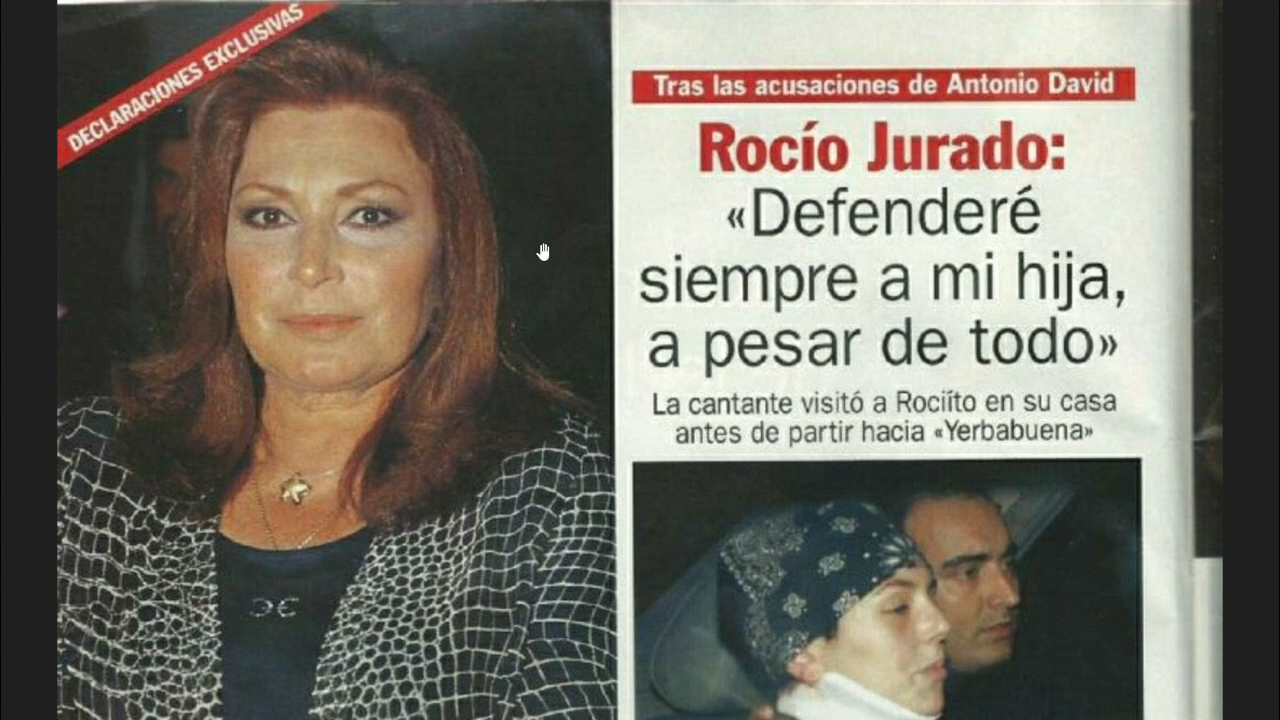 DECLARACIONES EXCLUSIVAS
Tras las acusaciones de Antonio David
Rocío Jurado:
«Defenderé
siempre a mi hija,
a pesar de todo»
La cantante visitó a Rociíto en su casa
antes de partir hacia «Yerbabuena»